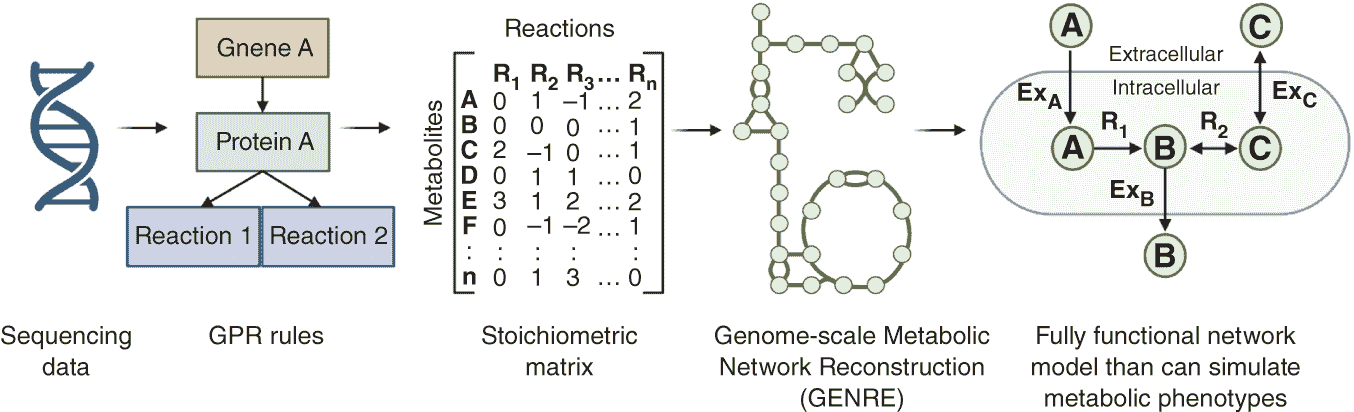 Gnene A
Protein A
Reaction 1 Reaction 2
Reactions
Metabolites
R1 R2 R3 ... Rn
A 0 1 −1 ... 2
B 0 0 0 ... 1
C 2 −1 0 ... 1
D 0 1 1 ... 0
E 3 1 2 ... 2
F 0 −1 −2 ... 1
: : : : :
n 0 1 3 ... 0
A C
Extracellular
Intracellular
ExA ExC
A R1 B R2 C
ExB
B
Sequencing
data
GPR rules
Stoichiometric
matrix
Genome-scale Metabolic
Network Reconstruction
(GENRE)
Fully functional network
model than can simulate
metabolic phenotypes